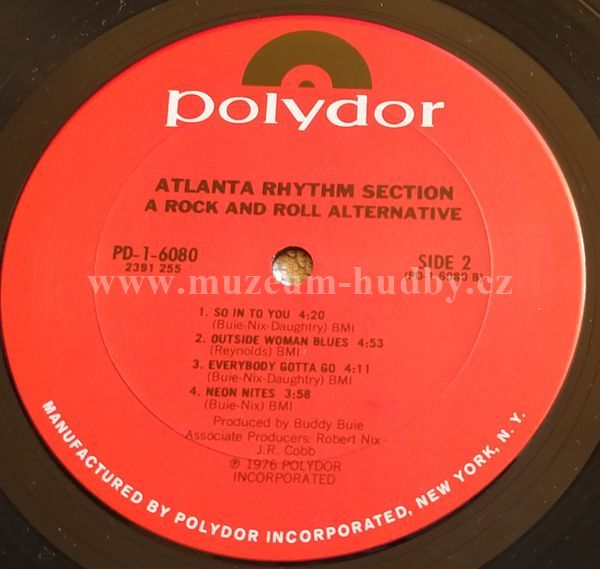 polydor
ATLANTA RHYTHM SECTION
A ROCK AND ROLL ALTERNATIVE
PD-1-6080
2391 255
SIDE 2
(PD-1-6080 B)
www.muzeum-hudby.cz
1. SO IN TO YOU 4:20
(Buie-Nix-Daughtry) BMI
2. OUTSIDE WOMAN BLUES 4:53
(Reynolds) BMI
3. EVERYBODY GOTTA GO 4:11
(Buie-Nix-Daughtry) BMI
4. NEON NITES 3:58
(Buie-Nix) BMI
Produced by Buddy Buie
Associate Producers: Robert Nix -
J.R. Cobb
℗ 1976 POLYDOR
INCORPORATED
MANUFACTURED BY POLYDOR INCORPORATED, NEW YORK, N. Y.